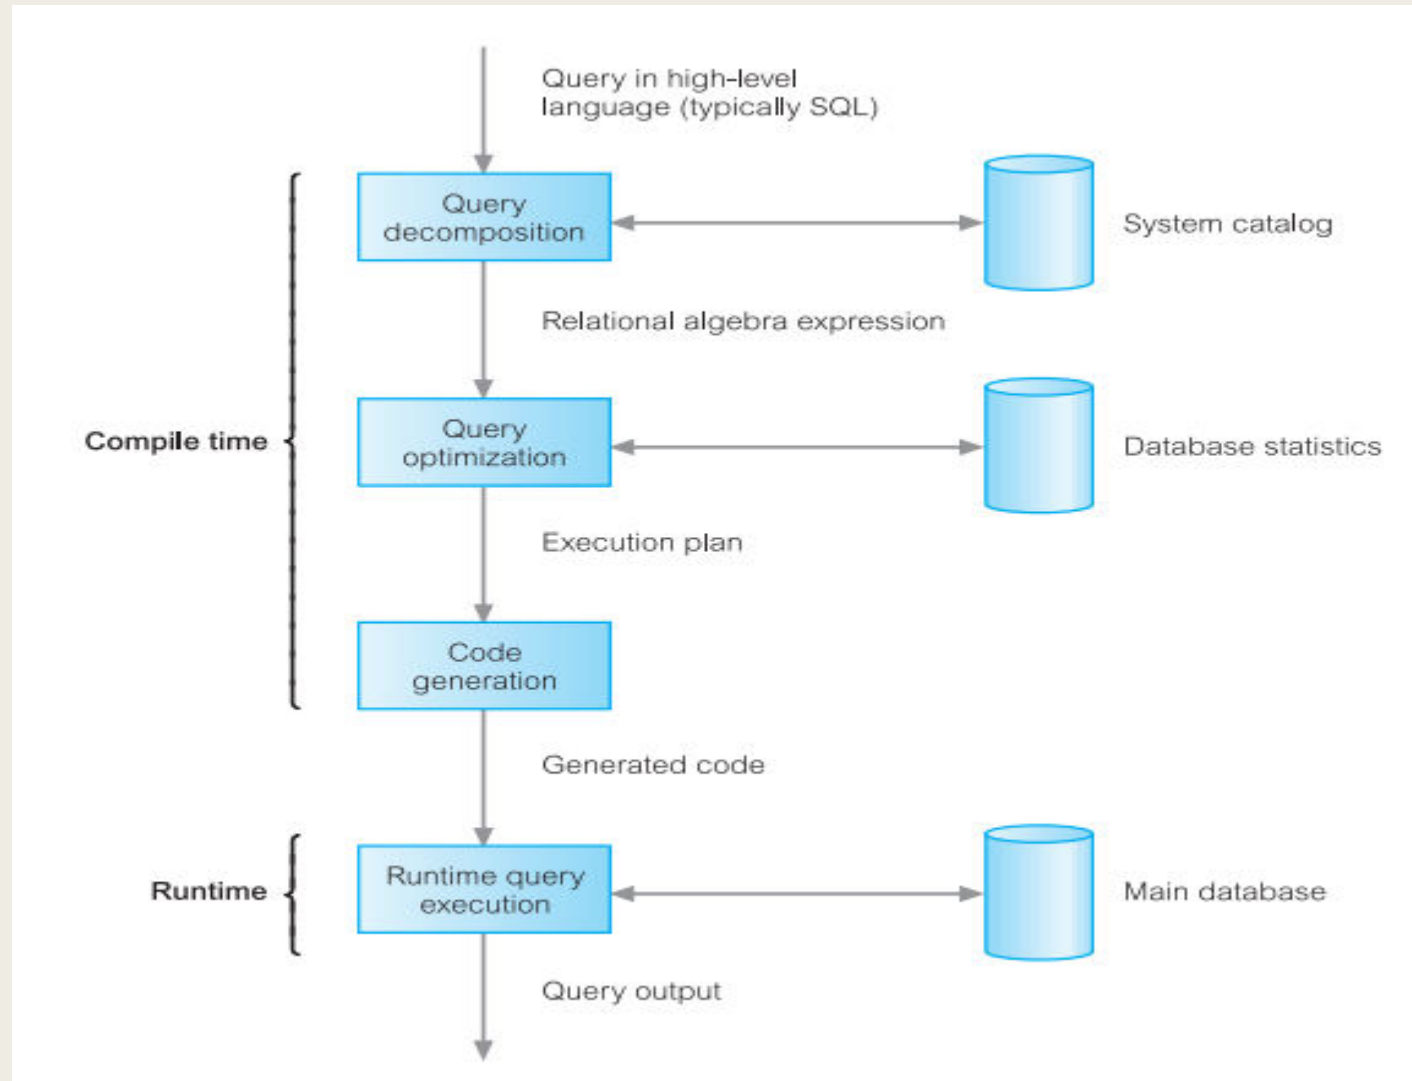 Query in high-level
language (typically SQL)
Query
decomposition
System catalog
Relational algebra expression
Compile time
Query
optimization
Database statistics
Execution plan
Code
generation
Generated code
Runtime
Runtime query
execution
Main database
Query output